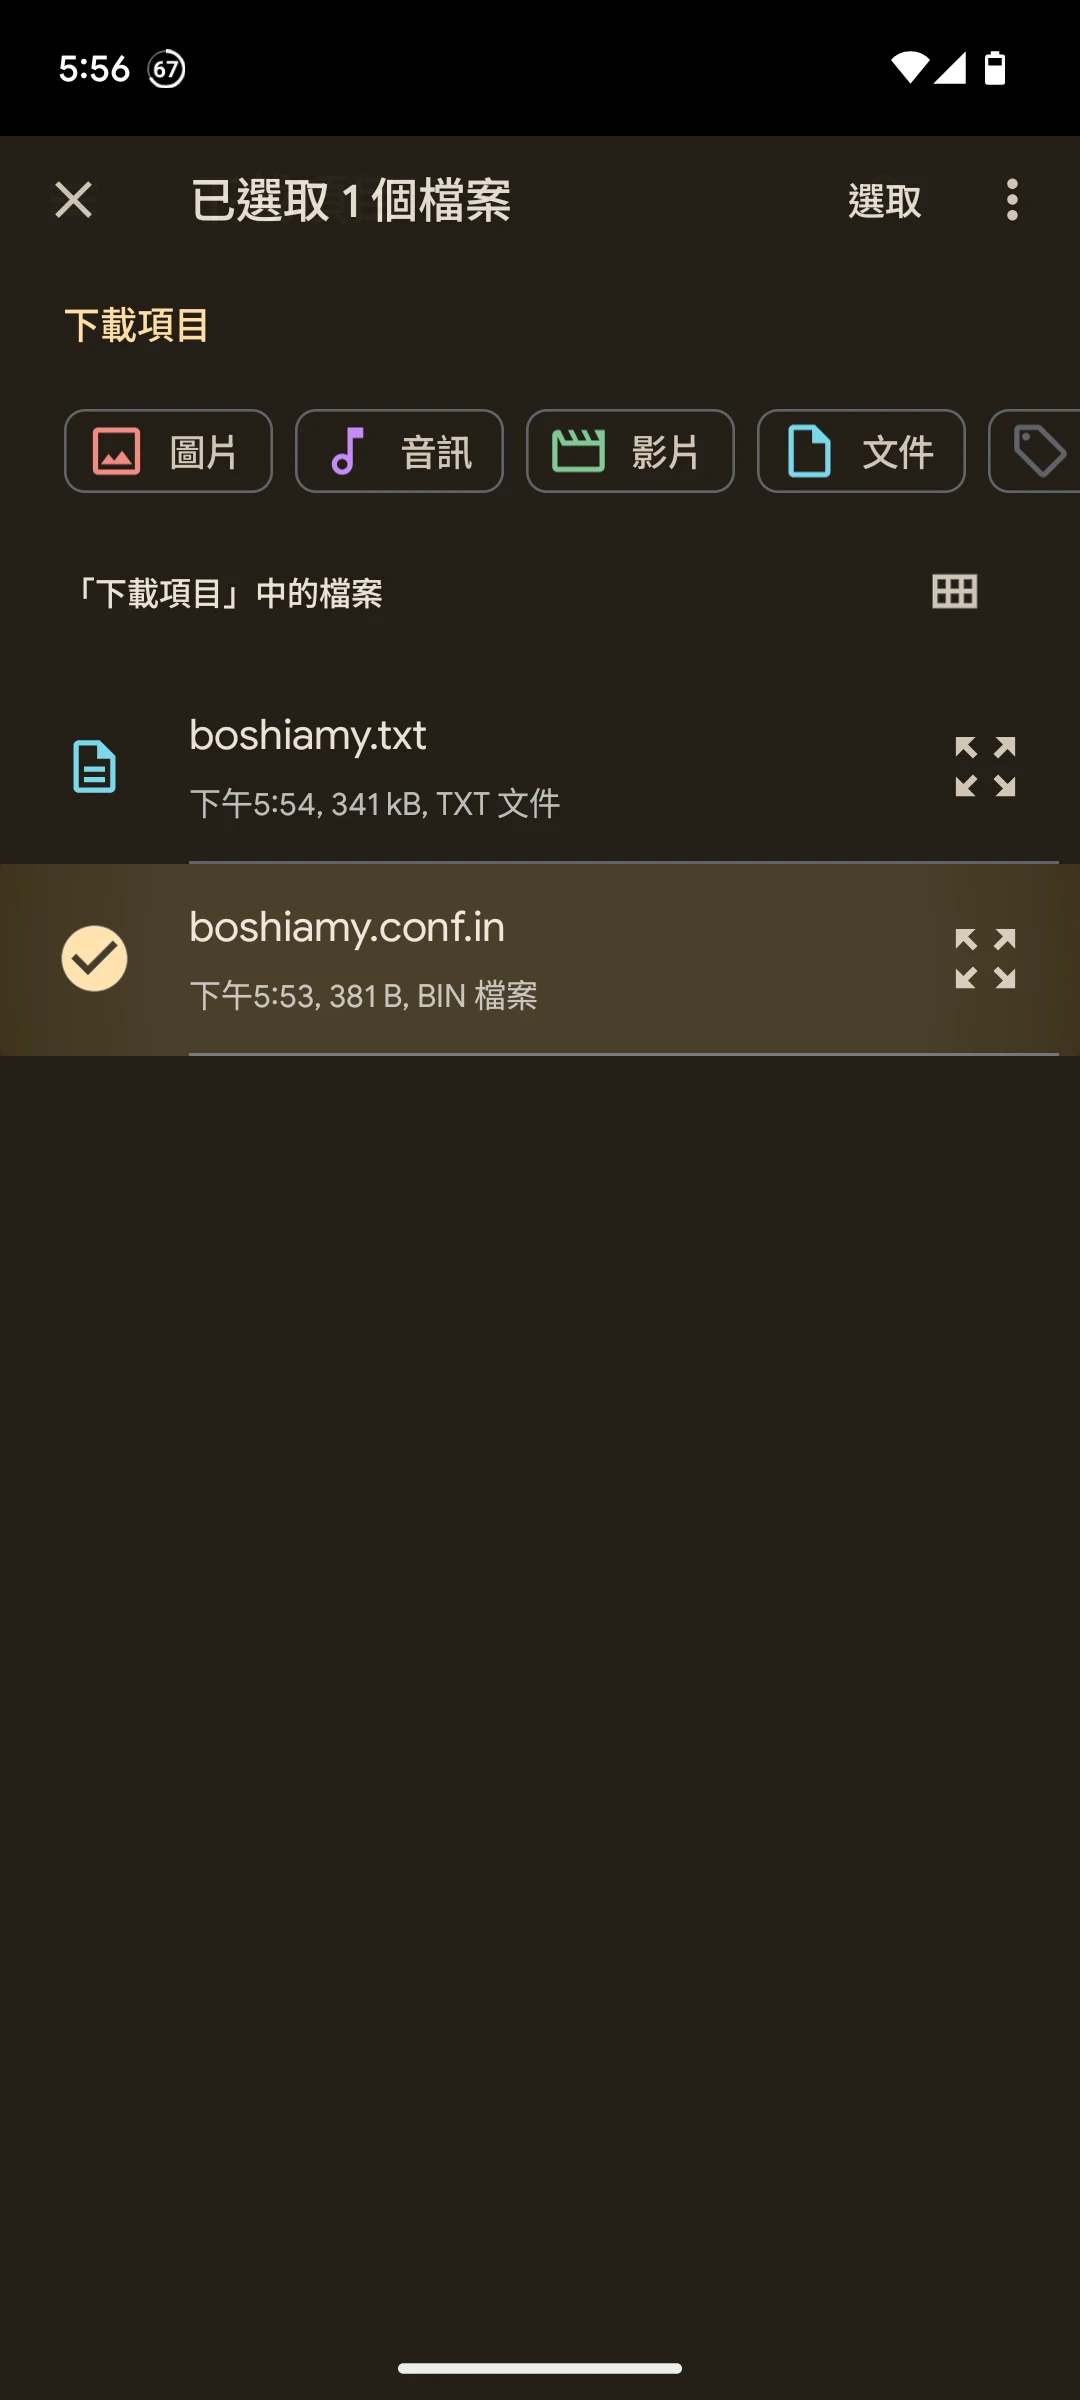 5:56 67
已選取 1 個檔案 選取
下載項目
圖片 音訊 影片 文件
「下載項目」中的檔案
boshiamy.txt
下午5:54, 341 kB, TXT 文件
boshiamy.conf.in
下午5:53, 381 B, BIN 檔案